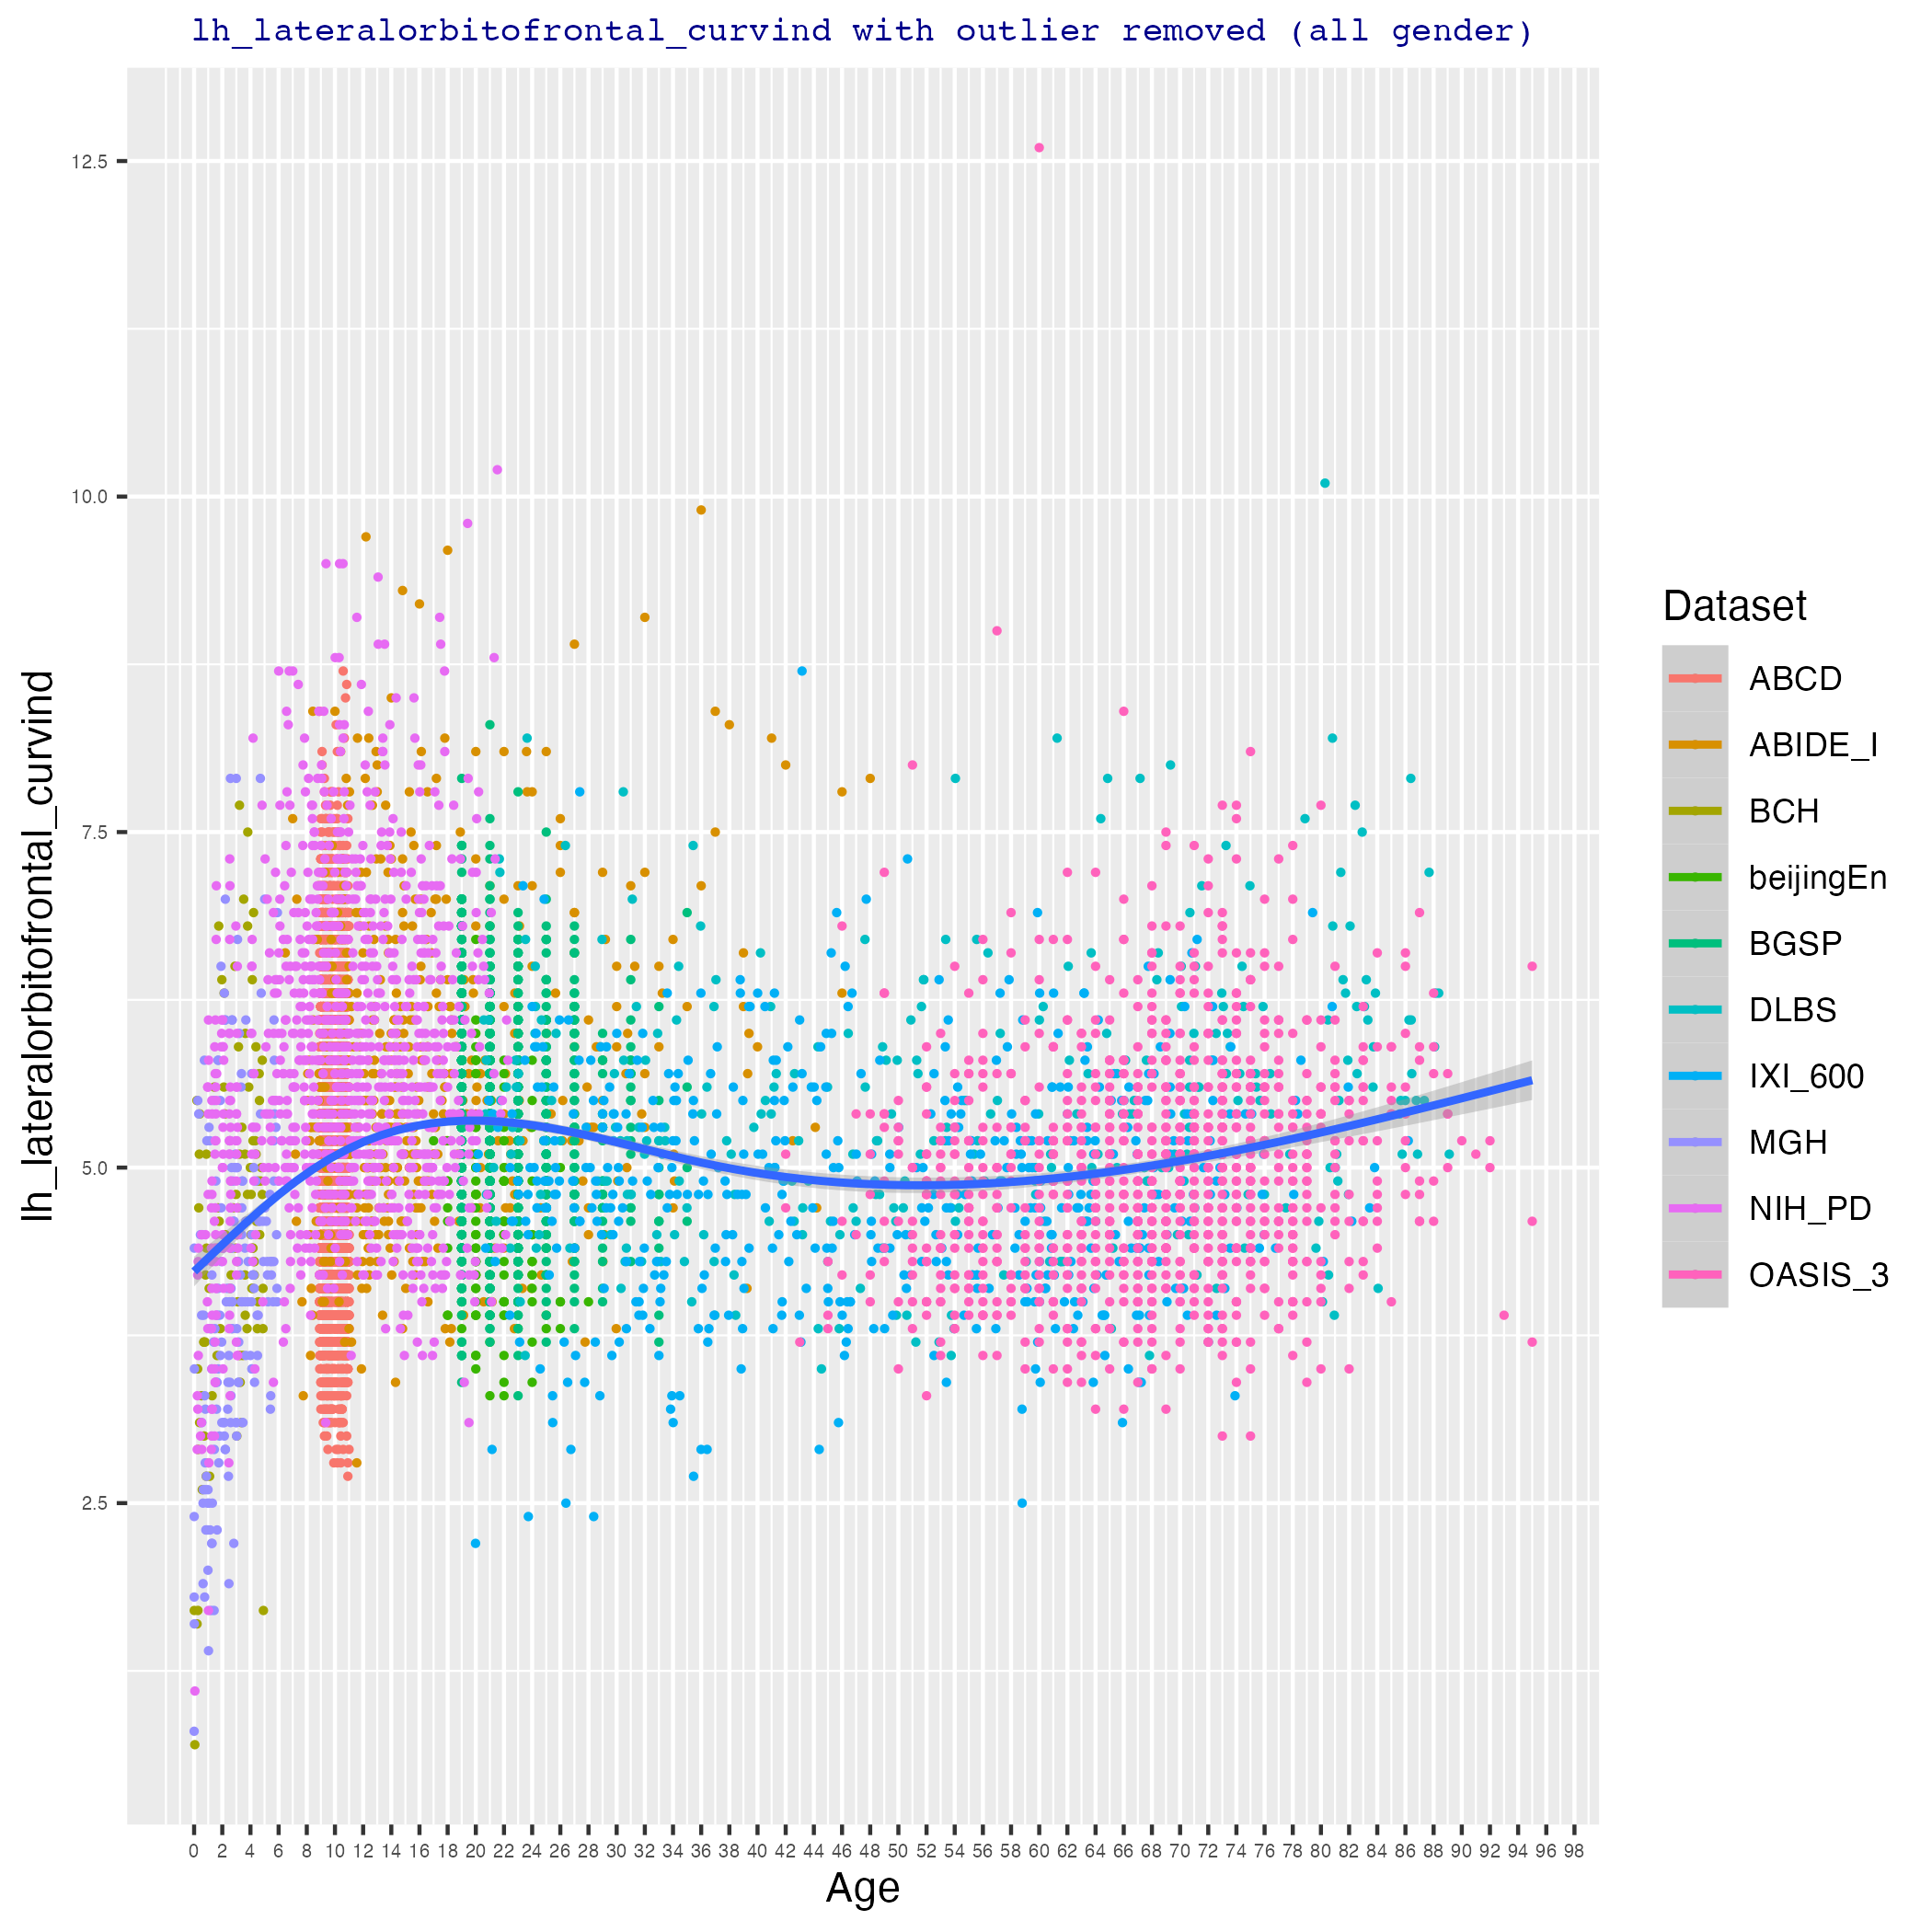 lh_lateralorbitofrontal_curvind with outlier removed (all gender)
lh_lateralorbitofrontal_curvind
12.5
10.0
7.5
5.0
2.5
0 2 4 6 8 10 12 14 16 18 20 22 24 26 28 30 32 34 36 38 40 42 44 46 48 50 52 54 56 58 60 62 64 66 68 70 72 74 76 78 80 82 84 86 88 90 92 94 96 98
Age
Dataset
ABCD
ABIDE_I
BCH
beijingEn
BGSP
DLBS
IXI_600
MGH
NIH_PD
OASIS_3